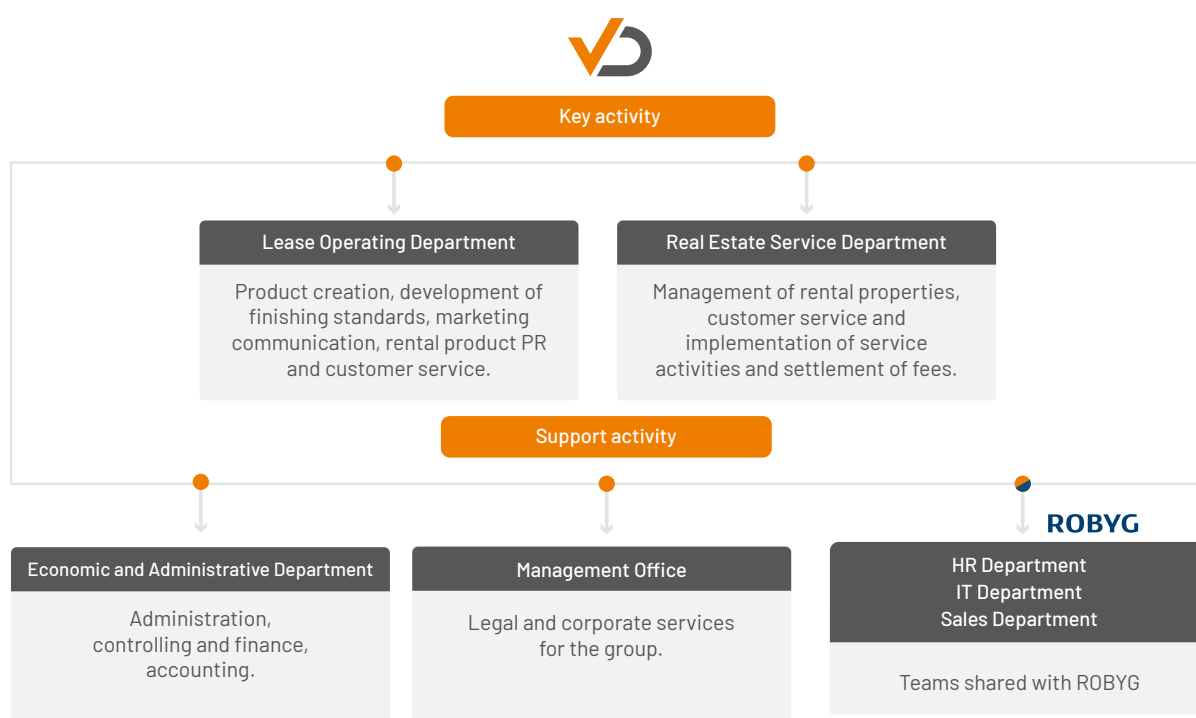 Key activity
Lease Operating Department
Product creation, development of
finishing standards, marketing
communication, rental product PR
and customer service.
Real Estate Service Department
Management of rental properties,
customer service and
implementation of service
activities and settlement of fees.
Support activity
Economic and Administrative Department
Administration,
controlling and finance,
accounting.
Management Office
Legal and corporate services
for the group.
ROBYG
HR Department
IT Department
Sales Department
Teams shared with ROBYG